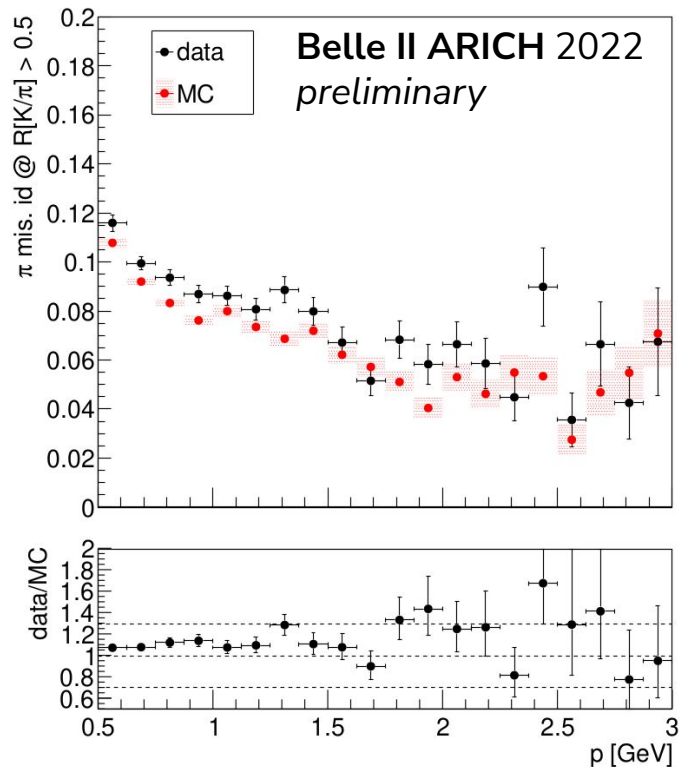 π mis. id @ R[K/π] > 0.5
0.2
0.18
0.16
0.14
0.12
0.1
0.08
0.06
0.04
0.02
0
data
MC
Belle II ARICH 2022
preliminary
data/MC
2
1.8
1.6
1.4
1.2
1
0.8
0.6
0.5 1 1.5 2 2.5 3
p [GeV]